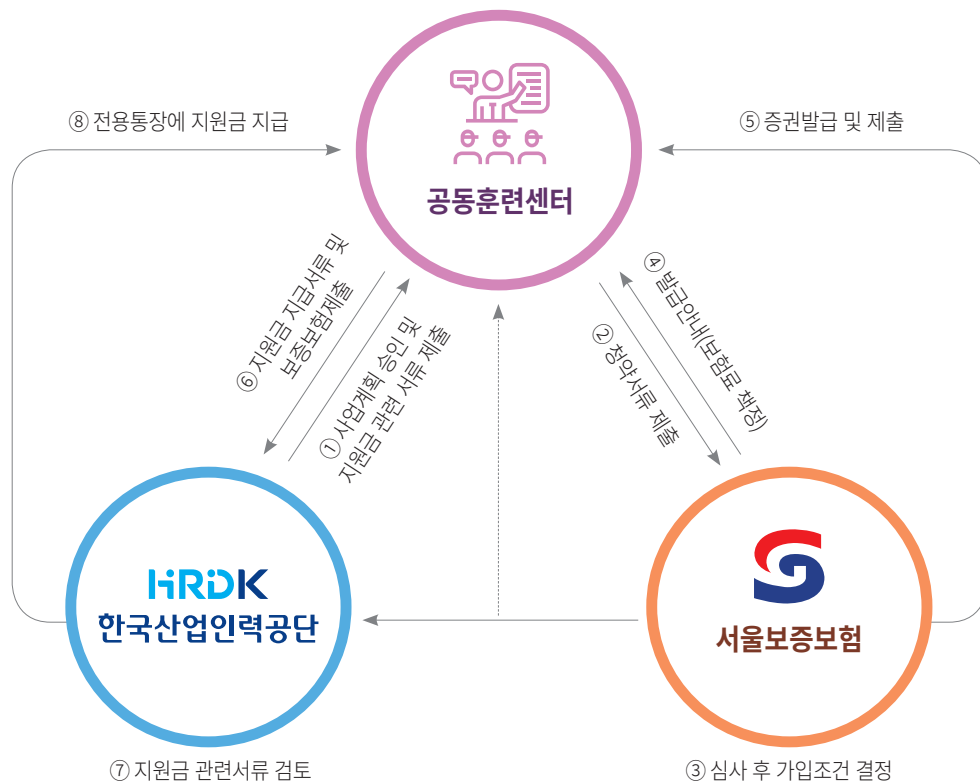 ⑧ 전용통장에 지원금 지급
⑤ 증권발급 및 제출
공동훈련센터
⑥ 지원금 지급서류 및
보증보험제출
① 사업계획 승인 및
지원금 관련 서류 제출
② 청약서류 제출
④ 발급안내(보험료 책정)
HRDK
한국산업인력공단
서울보증보험
⑦ 지원금 관련서류 검토
③ 심사 후 가입조건 결정